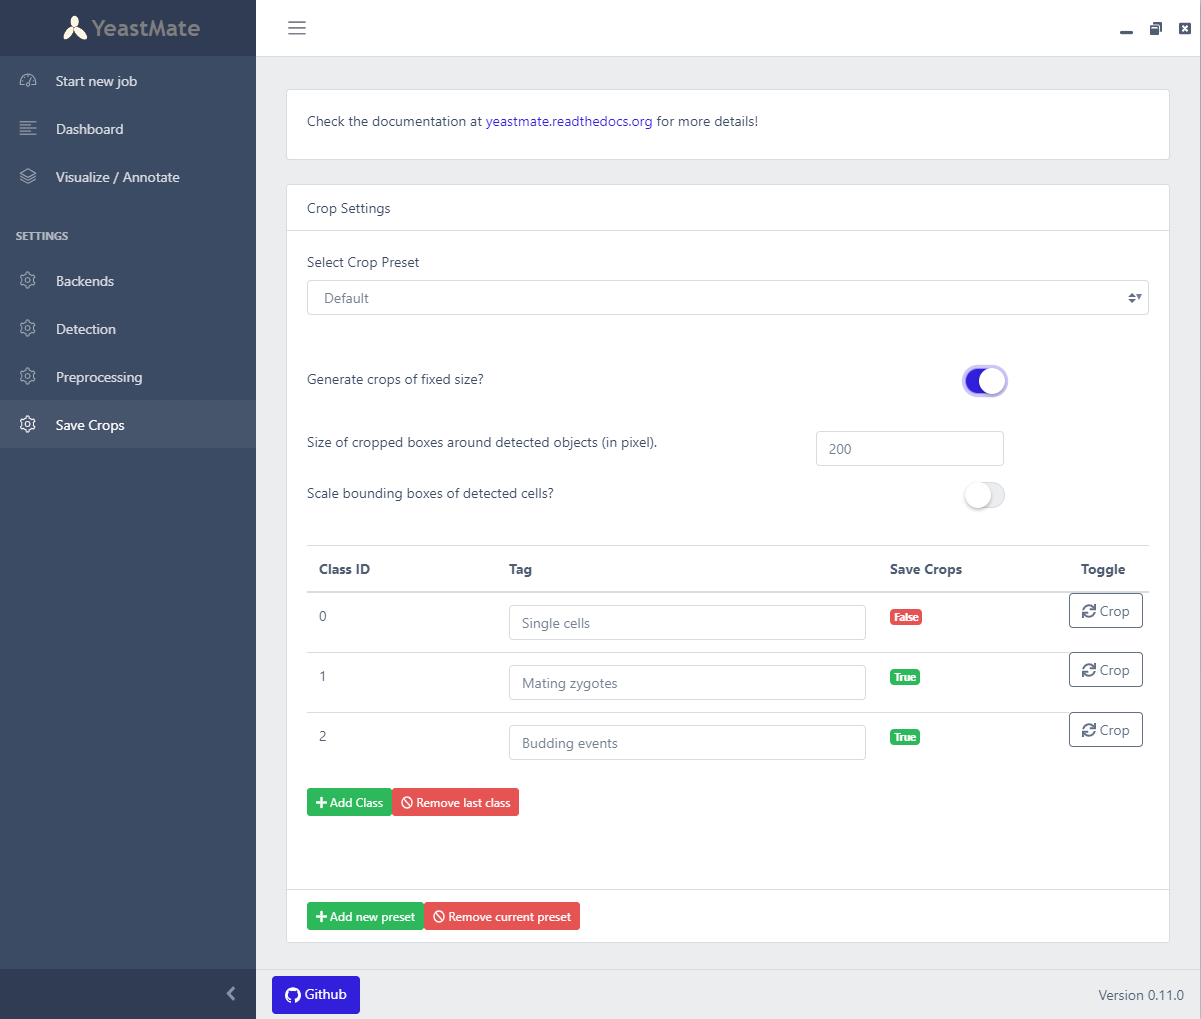 YeastMate
Start new job
Dashboard
Visualize / Annotate
SETTINGS
Backends
Detection
Preprocessing
Save Crops
Check the documentation at yeastmate.readthedocs.org for more details!
Crop Settings
Select Crop Preset
Default
Generate crops of fixed size?
Size of cropped boxes around detected objects (in pixel).
200
Scale bounding boxes of detected cells?
Class ID Tag Save Crops Toggle
0 Single cells False Crop
1 Mating zygotes True Crop
2 Budding events True Crop
Add Class Remove last class
Add new preset Remove current preset
Github
Version 0.11.0